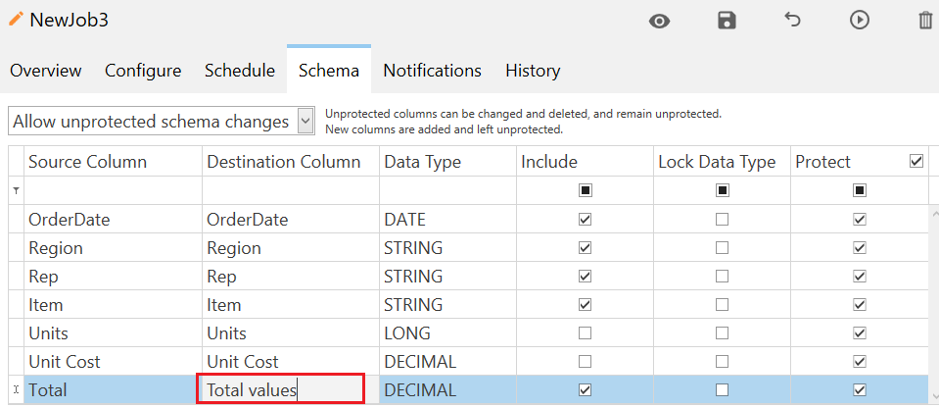 NewJob3
Overview Configure Schedule Schema Notifications History
Allow unprotected schema changes
Unprotected columns can be changed and deleted, and remain unprotected.
New columns are added and left unprotected.
Source Column Destination Column Data Type Include Lock Data Type Protect
OrderDate OrderDate DATE
Region Region STRING
Rep Rep STRING
Item Item STRING
Units Units LONG
Unit Cost Unit Cost DECIMAL
Total Total values DECIMAL